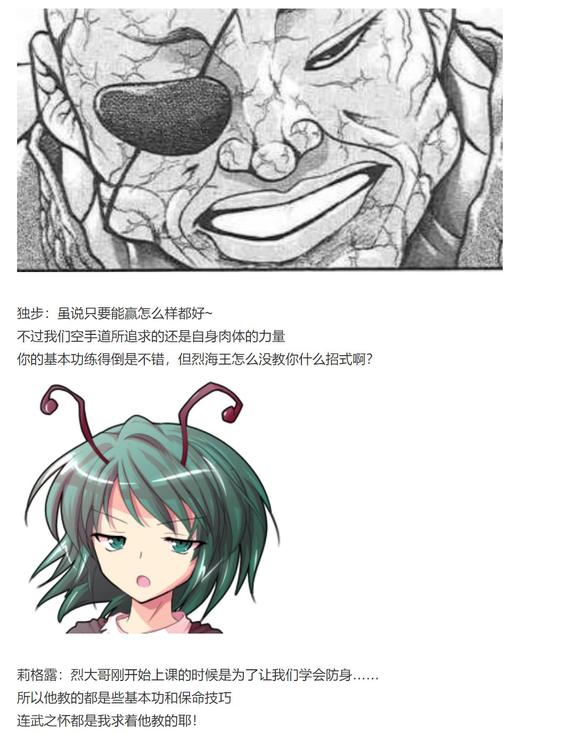 独步：虽说只要能赢怎么样都好~
不过我们空手道所追求的还是自身肉体的力量
你的基本功练得倒是不错，但烈海王怎么没教你什么招式啊？
莉格露：烈大哥刚开始上课的时候是为了让我们学会防身……
所以他教的都是些基本功和保命技巧
连武之怀都是我求着他教的耶！